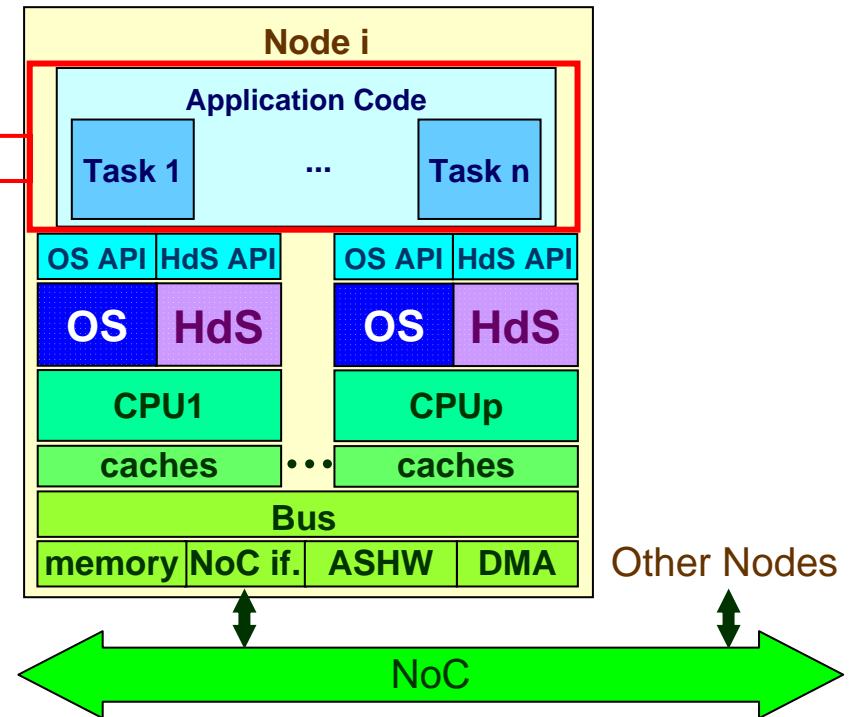 Node i
Application Code
Task 1 ... Task n
OS API HdS API OS API HdS API
OS HdS OS HdS
CPU1 CPUp
caches ••• caches
Bus
memory NoC if. ASHW DMA Other Nodes
NoC